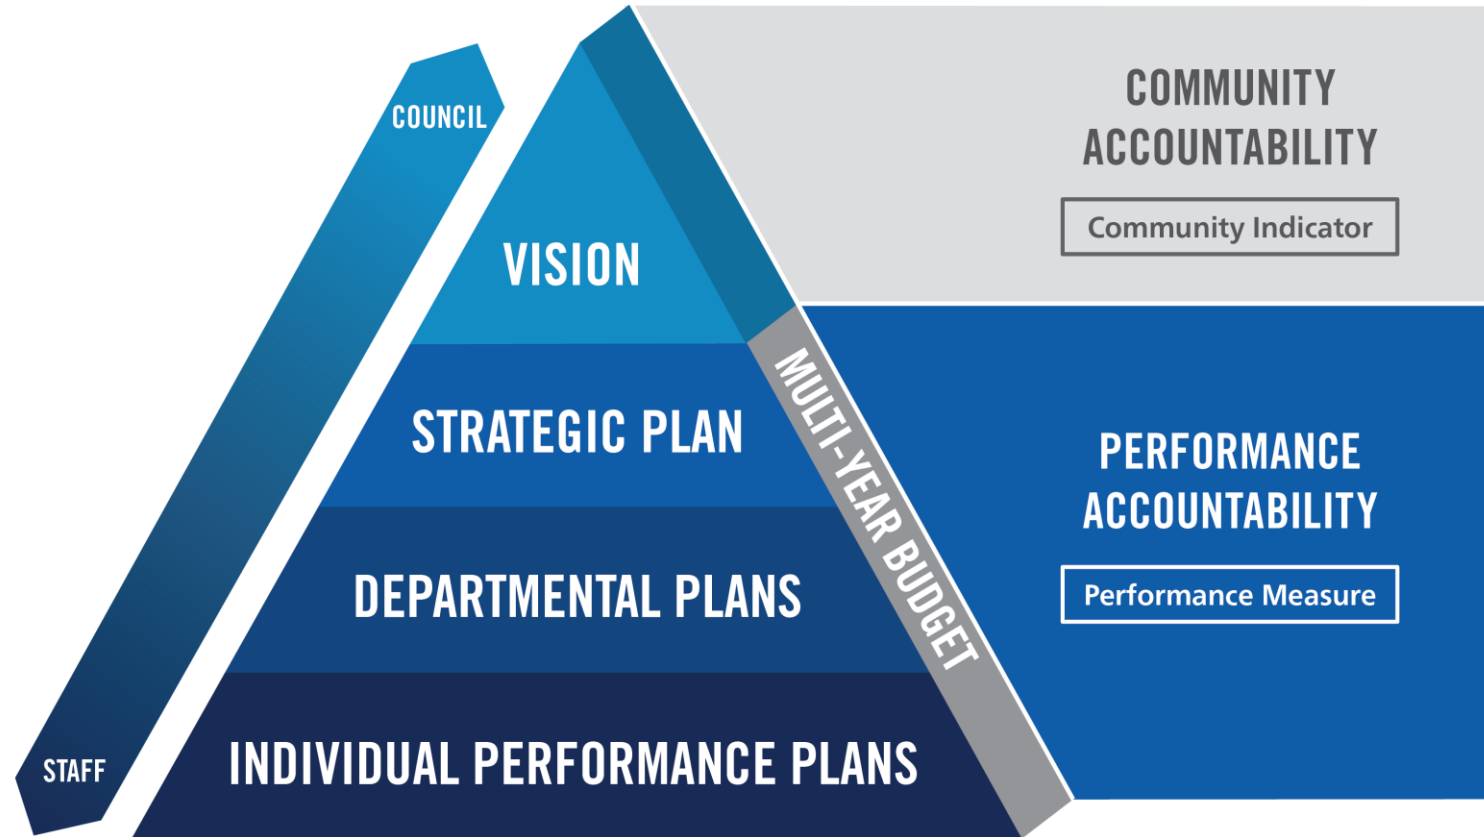 COUNCIL
STAFF
VISION
STRATEGIC PLAN
DEPARTMENTAL PLANS
INDIVIDUAL PERFORMANCE PLANS
MULTI-YEAR BUDGET
COMMUNITY
ACCOUNTABILITY
Community Indicator
PERFORMANCE
ACCOUNTABILITY
Performance Measure